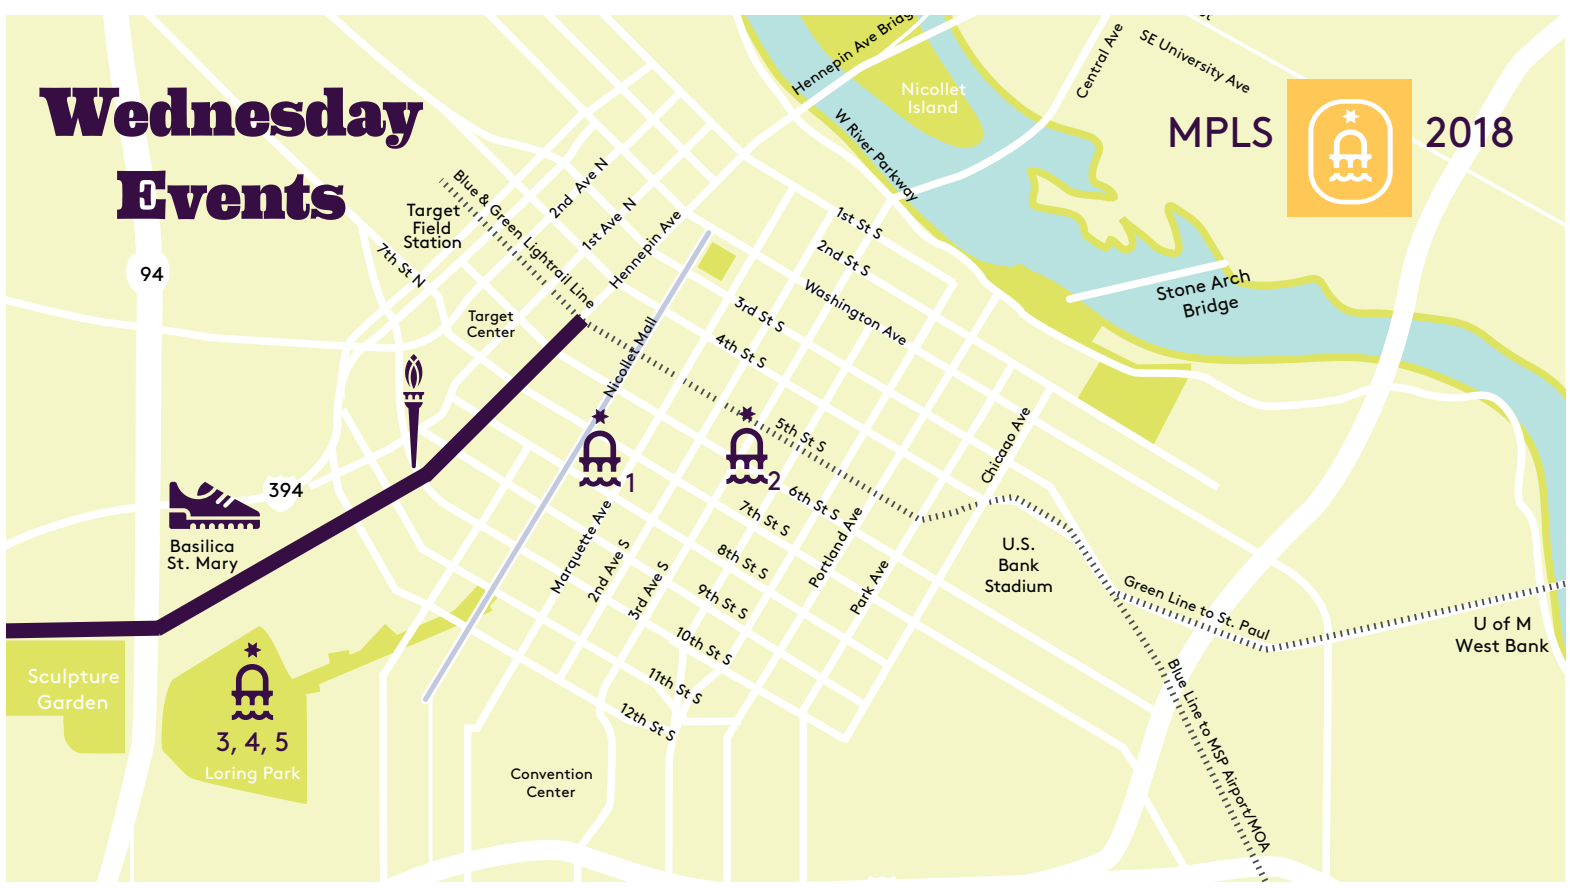 Wednesday
Events
MPLS
2018
Hennepin Ave Bridg
Nicollet
Island
Central Ave
SE University Ave
W River Parkway
Blue & Green Lightrail Line
2nd Ave N
1st Ave N
Hennepin Ave
Target
Field
Station
7th St N
Target
Center
94
394
1st St S
2nd St S
Washington Ave
3rd St S
4th St S
Stone Arch
Bridge
Nicollet Mall
1
2
5th St S
6th St S
7th St S
8th St S
9th St S
10th St S
11th St S
12th St S
Marquette Ave
2nd Ave S
3rd Ave S
Portland Ave
Park Ave
Chicago Ave
Basilica
St. Mary
U.S.
Bank
Stadium
Green Line to St. Paul
U of M
West Bank
Blue Line to MSP Airport/MOA
Sculpture
Garden
3, 4, 5
Loring Park
Convention
Center